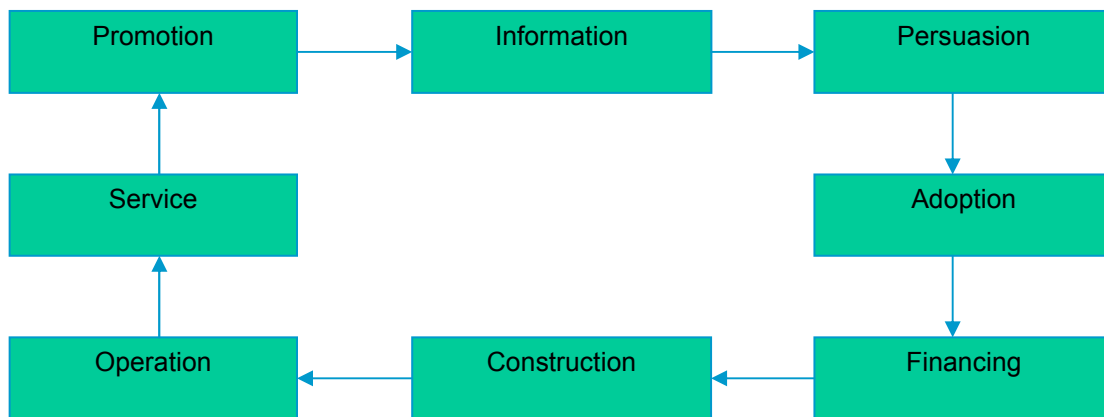 Promotion
Information
Persuasion
Service
Adoption
Operation
Construction
Financing